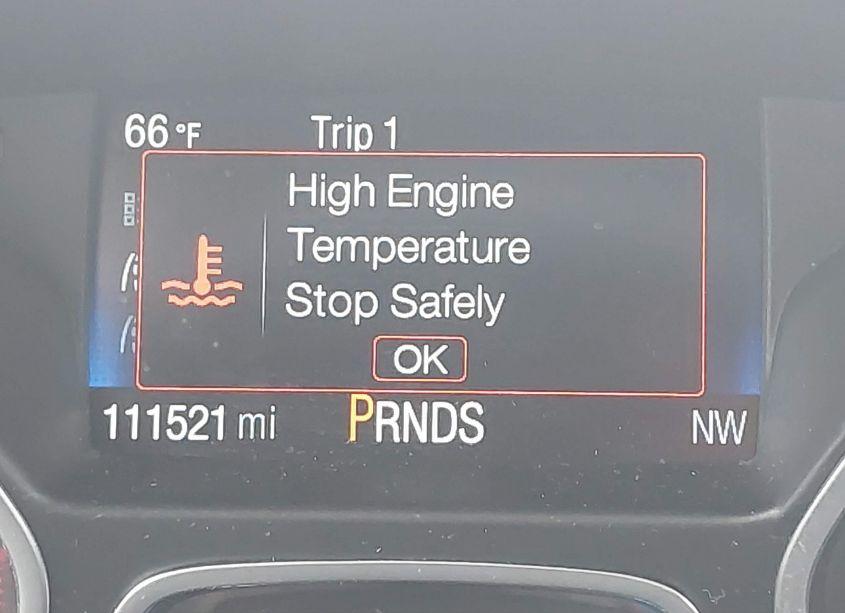 66 °F Trip 1
High Engine
Temperature
Stop Safely
OK
111521 mi PRNDS NW